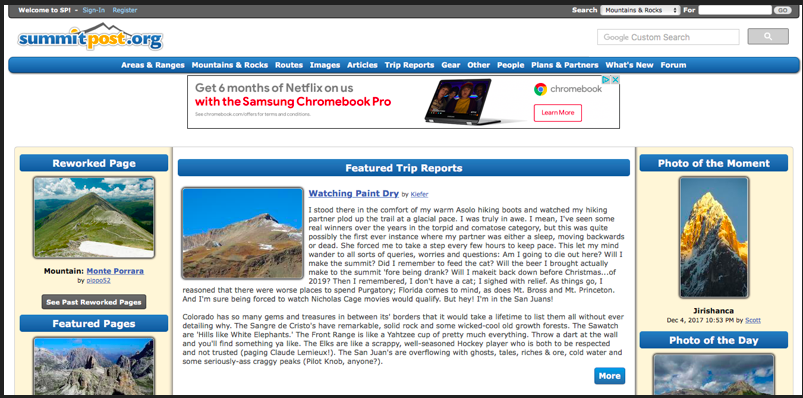 Welcome to SP! - Sign-In Register
Search Mountains & Rocks For GO
summitpost.org
Google Custom Search
Areas & Ranges Mountains & Rocks Routes Images Articles Trip Reports Gear Other People Plans & Partners What's New Forum
Get 6 months of Netflix on us
with the Samsung Chromebook Pro
See chromebook.com/offers for terms and conditions.
chromebook
Learn More
Reworked Page
Mountain: Monte Porrara
by pippo52
See Past Reworked Pages
Featured Pages
Featured Trip Reports
Watching Paint Dry by Kiefer
I stood there in the comfort of my warm Asolo hiking boots and watched my hiking
partner plod up the trail at a glacial pace. I was truly in awe. I mean, I've seen some
real winners over the years in the torpid and comatose category, but this was quite
possibly the first ever instance where my partner was either a sleep, moving backwards
or dead. She forced me to take a step every few hours to keep pace. This let my mind
wander to all sorts of queries, worries and questions: Am I going to die out here? Will I
make the summit? Did I remember to feed the cat? Will the beer I brought actually
make to the summit 'fore being drank? Will I makeit back down before Christmas...of
2019? Then I remembered, I don't have a cat; I sighed with relief. As things go, I
reasoned that there were worse places to spend Purgatory; Florida comes to mind, as does Mt. Bross and Mt. Princeton.
And I'm sure being forced to watch Nicholas Cage movies would qualify. But hey! I'm in the San Juans!
Colorado has so many gems and treasures in between its' borders that it would take a lifetime to list them all without ever
detailing why. The Sangre de Cristo's have remarkable, solid rock and some wicked-cool old growth forests. The Sawatch
are 'Hills like White Elephants.' The Front Range is like a Yahtzee cup of pretty much everything. Throw a dart at the wall
and you'll find something ya like. The Elks are like a scrappy, well-seasoned Hockey player who is both to be respected
and not trusted (paging Claude Lemieux!). The San Juan's are overflowing with ghosts, tales, riches & ore, cold water and
some seriously-ass craggy peaks (Pilot Knob, anyone?).
More
Photo of the Moment
Jirishanca
Dec 4, 2017 10:53 PM by Scott
Photo of the Day